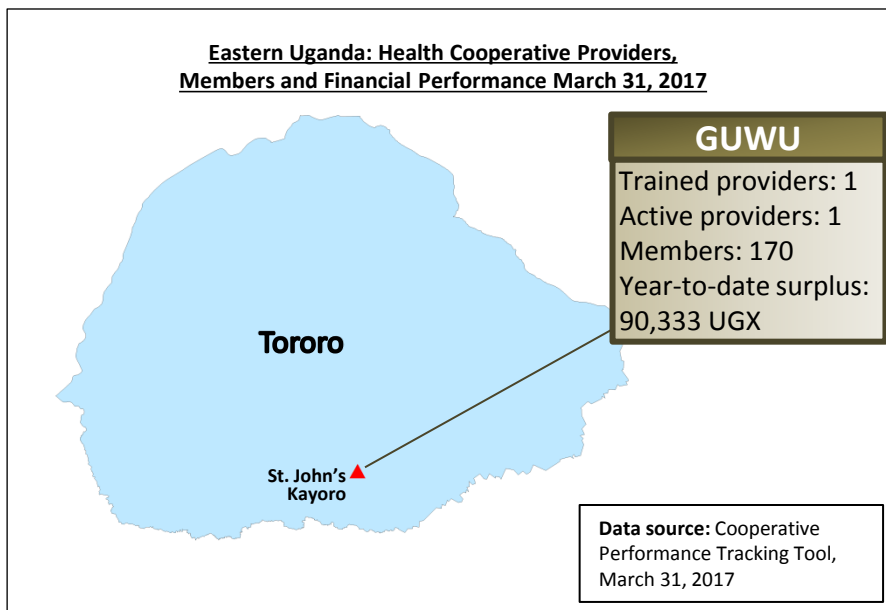 Eastern Uganda: Health Cooperative Providers,
Members and Financial Performance March 31, 2017
GUWU
Trained providers: 1
Active providers: 1
Members: 170
Year-to-date surplus:
90,333 UGX
Tororo
St. John's
Kayoro
Data source: Cooperative
Performance Tracking Tool,
March 31, 2017